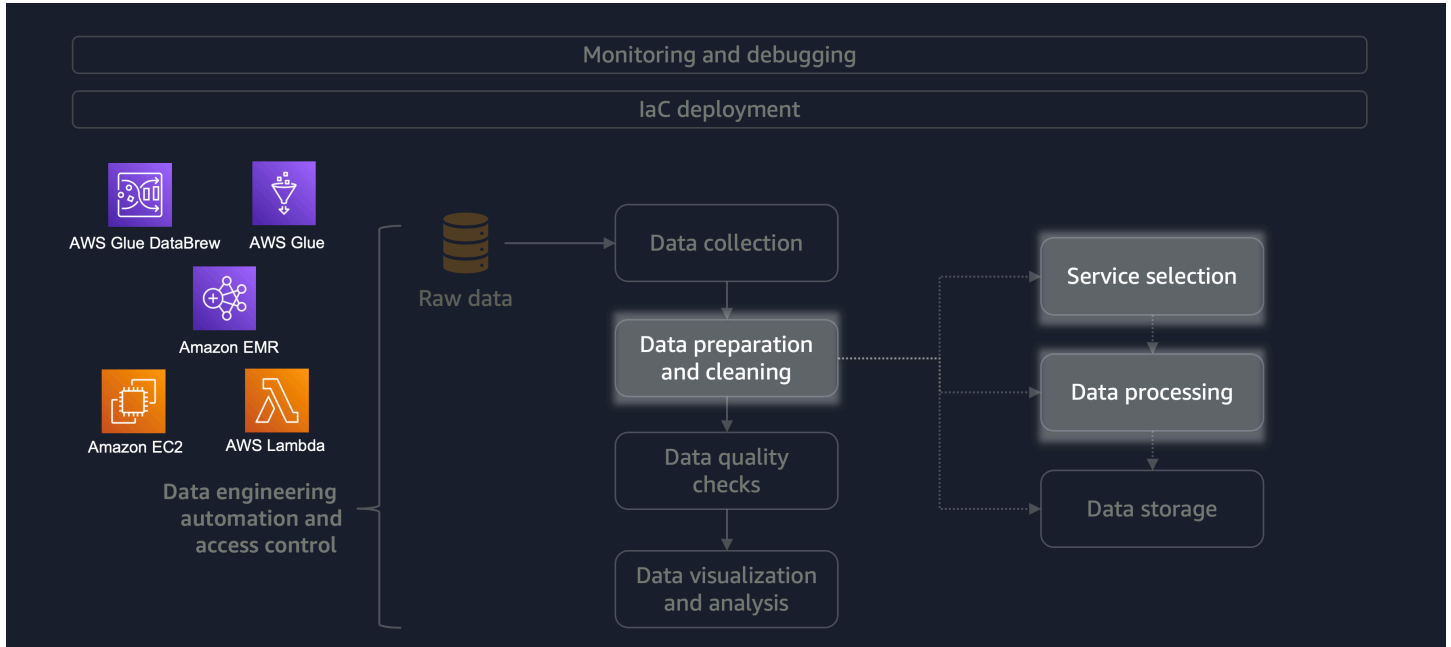 Monitoring and debugging
IaC deployment
AWS Glue DataBrew
AWS Glue
Amazon EMR
Amazon EC2
AWS Lambda
Data engineering
automation and
access control
Raw data
Data collection
Data preparation
and cleaning
Data quality
checks
Data visualization
and analysis
Service selection
Data processing
Data storage